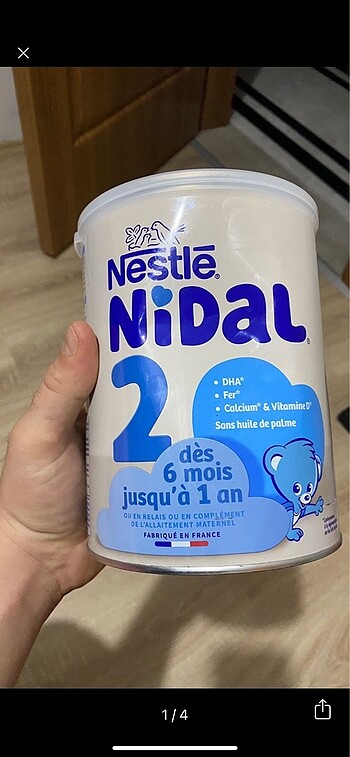 Nestlé®
NiDaL®
2
• DHA*
• Fer*
• Calcium* & Vitamine D*
Sans huile de palme
dès
6 mois
jusqu'à 1 an
OU EN RELAIS OU EN COMPLÉMENT
DE L'ALLAITEMENT MATERNEL
FABRIQUÉ EN FRANCE
1 / 4